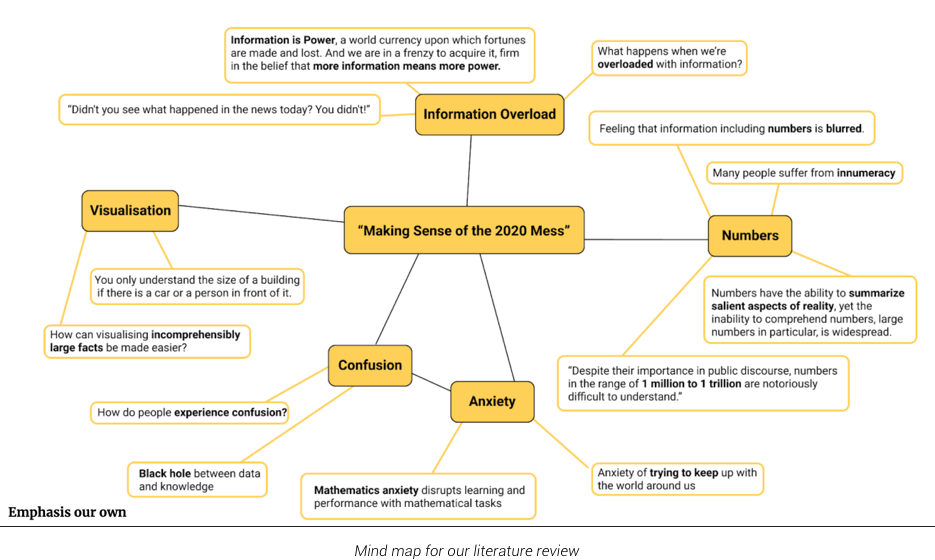 Information is Power, a world currency upon which fortunes
are made and lost. And we are in a frenzy to acquire it, firm
in the belief that more information means more power.
What happens when we're
overloaded with information?
"Didn't you see what happened in the news today? You didn't!"
Information Overload
Feeling that information including numbers is blurred.
Many people suffer from innumeracy
Visualisation
"Making Sense of the 2020 Mess"
Numbers
You only understand the size of a building
if there is a car or a person in front of it.
Numbers have the ability to summarize
salient aspects of reality, yet the
inability to comprehend numbers, large
numbers in particular, is widespread.
How can visualising incomprehensibly
large facts be made easier?
Confusion
"Despite their importance in public discourse, numbers
in the range of 1 million to 1 trillion are notoriously
difficult to understand."
Anxiety
How do people experience confusion?
Black hole between data
and knowledge
Mathematics anxiety disrupts learning and
performance with mathematical tasks
Anxiety of trying to keep up with
the world around us
Emphasis our own
Mind map for our literature review